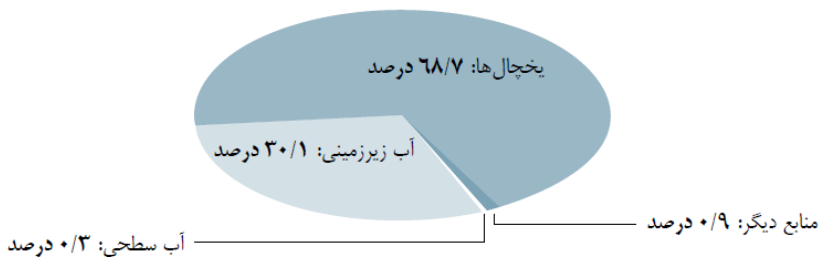 یخچال‌ها: ۶۸/۷ درصد
آب زیرزمینی: ۳۰/۱ درصد
منابع دیگر: ۰/۹ درصد
آب سطحی: ۰/۳ درصد